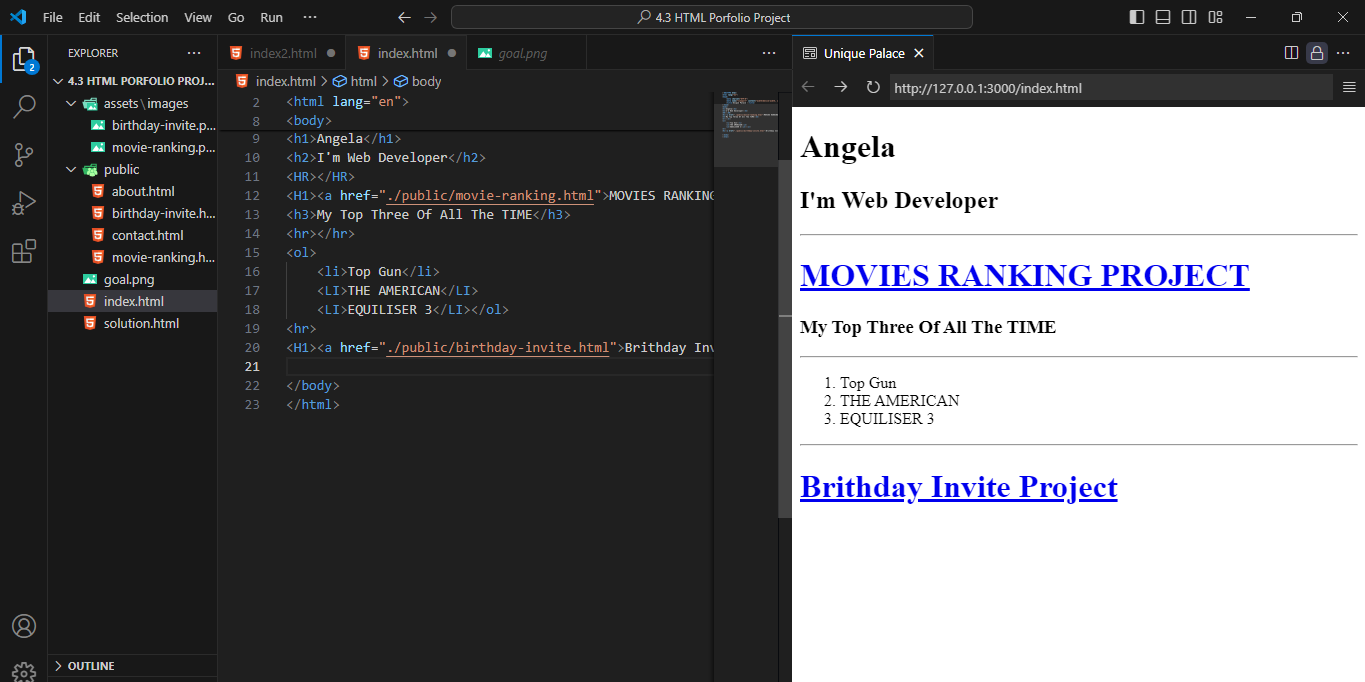 File Edit Selection View Go Run ··· 4.3 HTML Porfolio Project
EXPLORER ···
2
4.3 HTML PORFOLIO PROJ...
assets\images
birthday-invite.p...
movie-ranking.p...
public
about.html
birthday-invite.h...
contact.html
movie-ranking.h...
goal.png
index.html
solution.html
OUTLINE
index2.html index.html goal.png ···
index.html > html > body
2 <html lang="en">
8 <body>
9 <h1>Angela</h1>
10 <h2>I'm Web Developer</h2>
11 <HR></HR>
12 <H1><a href="./public/movie-ranking.html">MOVIES RANKING
13 <h3>My Top Three Of All The TIME</h3>
14 <hr></hr>
15 <ol>
16 <li>Top Gun</li>
17 <LI>THE AMERICAN</LI>
18 <LI>EQUILISER 3</LI></ol>
19 <hr>
20 <H1><a href="./public/birthday-invite.html">Brithday Inv
21
22 </body>
23 </html>
Unique Palace
http://127.0.0.1:3000/index.html
Angela
I'm Web Developer
MOVIES RANKING PROJECT
My Top Three Of All The TIME
1. Top Gun
2. THE AMERICAN
3. EQUILISER 3
Brithday Invite Project